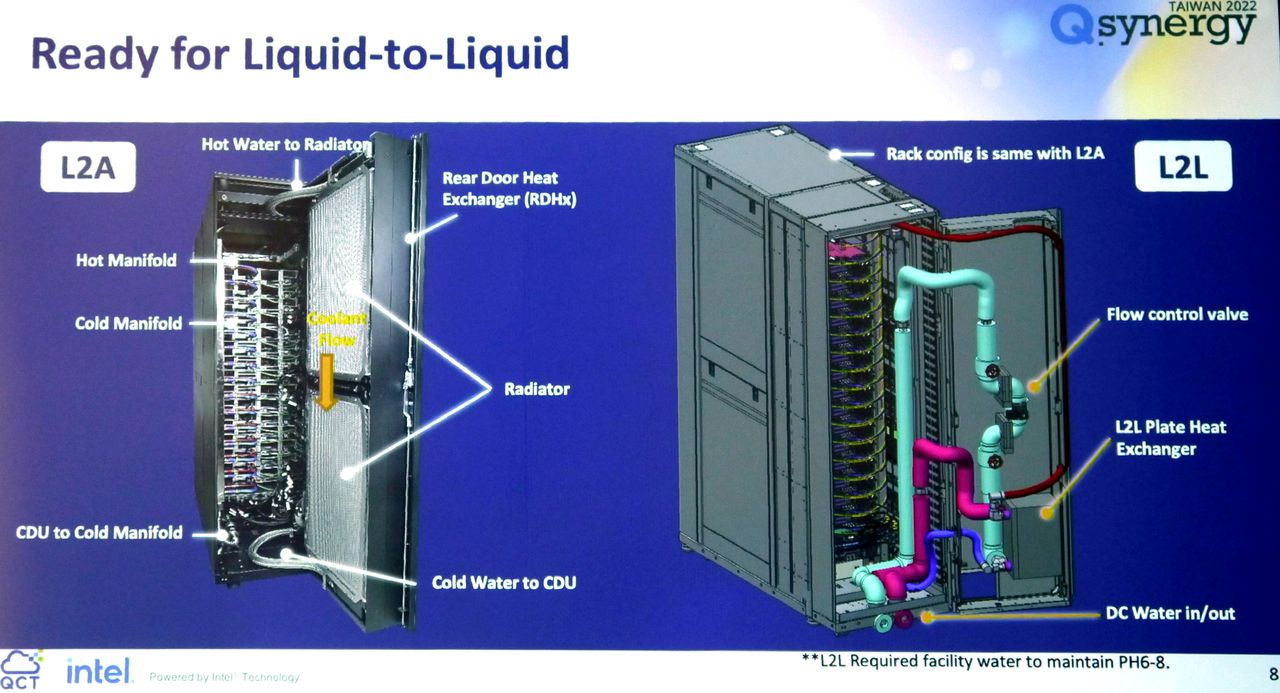 TAIWAN 2022
Qsynergy
Ready for Liquid-to-Liquid
L2A
Hot Water to Radiator
Rear Door Heat
Exchanger (RDHx)
Hot Manifold
Cold Manifold
Coolant
Flow
Radiator
CDU to Cold Manifold
Cold Water to CDU
Rack config is same with L2A
L2L
Flow control valve
L2L Plate Heat
Exchanger
DC Water in/out
**L2L Required facility water to maintain PH6-8.
QCT
intel.
Powered by Intel® Technology
8